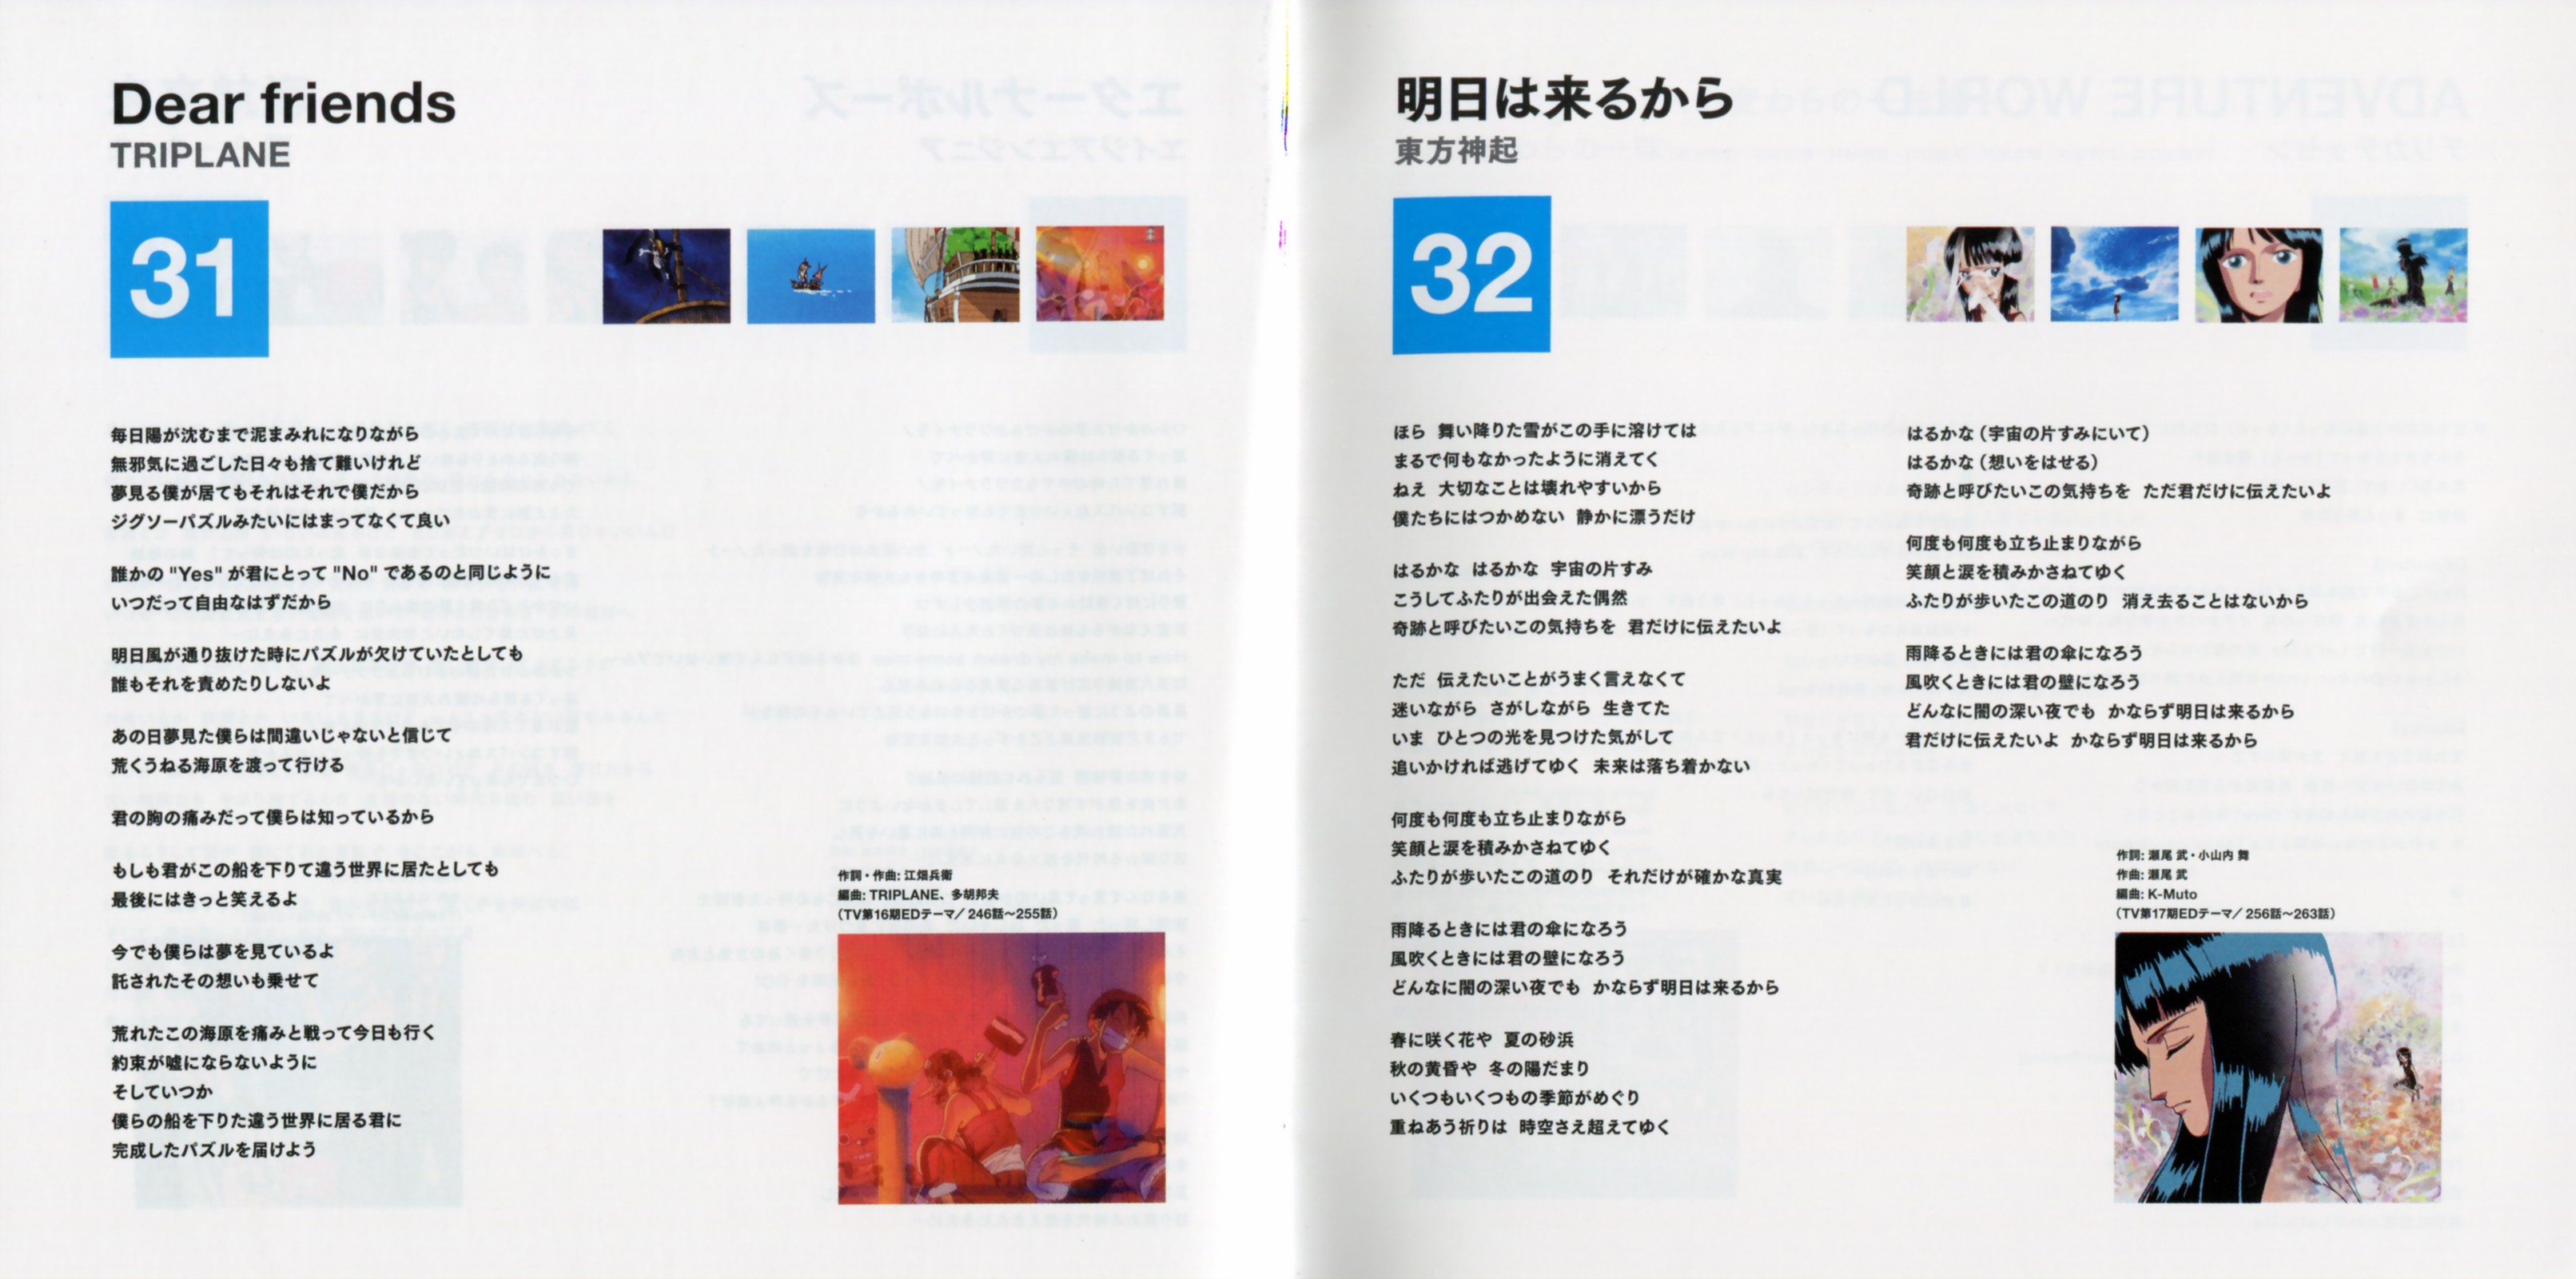 Dear friends
TRIPLANE
31
毎日陽が沈むまで泥まみれになりながら
無邪気に過ごした日々も捨て難いけれど
夢見る僕が居てもそれはそれで僕だから
ジグソーパズルみたいにはまってなくて良い
誰かの "Yes" が君にとって "No" であるのと同じように
いつだって自由なはずだから
明日風が通り抜けた時にパズルが欠けていたとしても
誰もそれを責めたりしないよ
あの日夢見た僕らは間違いじゃないと信じて
荒くうねる海原を渡って行ける
君の胸の痛みだって僕らは知っているから
もしも君がこの船を下りて違う世界に居たとしても
最後にはきっと笑えるよ
今でも僕らは夢を見ているよ
託されたその想いも乗せて
荒れたこの海原を痛みと戦って今日も行く
約束が嘘にならないように
そしていつか
僕らの船を下りた違う世界に居る君に
完成したパズルを届けよう
作詞・作曲: 江畑兵衛
編曲: TRIPLANE、多胡邦夫
（TV第16期EDテーマ／246話〜255話）
明日は来るから
東方神起
32
ほら 舞い降りた雪がこの手に溶けては
まるで何もなかったように消えてく
ねえ 大切なことは壊れやすいから
僕たちにはつかめない 静かに漂うだけ
はるかな はるかな 宇宙の片すみ
こうしてふたりが出会えた偶然
奇跡と呼びたいこの気持ちを 君だけに伝えたいよ
ただ 伝えたいことがうまく言えなくて
迷いながら さがしながら 生きてた
いま ひとつの光を見つけた気がして
追いかければ逃げてゆく 未来は落ち着かない
何度も何度も立ち止まりながら
笑顔と涙を積みかさねてゆく
ふたりが歩いたこの道のり それだけが確かな真実
雨降るときには君の傘になろう
風吹くときには君の壁になろう
どんなに闇の深い夜でも かならず明日は来るから
春に咲く花や 夏の砂浜
秋の黄昏や 冬の陽だまり
いくつもいくつもの季節がめぐり
重ねあう祈りは 時空さえ超えてゆく
はるかな（宇宙の片すみにいて）
はるかな（想いをはせる）
奇跡と呼びたいこの気持ちを ただ君だけに伝えたいよ
何度も何度も立ち止まりながら
笑顔と涙を積みかさねてゆく
ふたりが歩いたこの道のり 消え去ることはないから
雨降るときには君の傘になろう
風吹くときには君の壁になろう
どんなに闇の深い夜でも かならず明日は来るから
君だけに伝えたいよ かならず明日は来るから
作詞: 瀬尾 武・小山内 舞
作曲: 瀬尾 武
編曲: K-Muto
（TV第17期EDテーマ／256話〜263話）